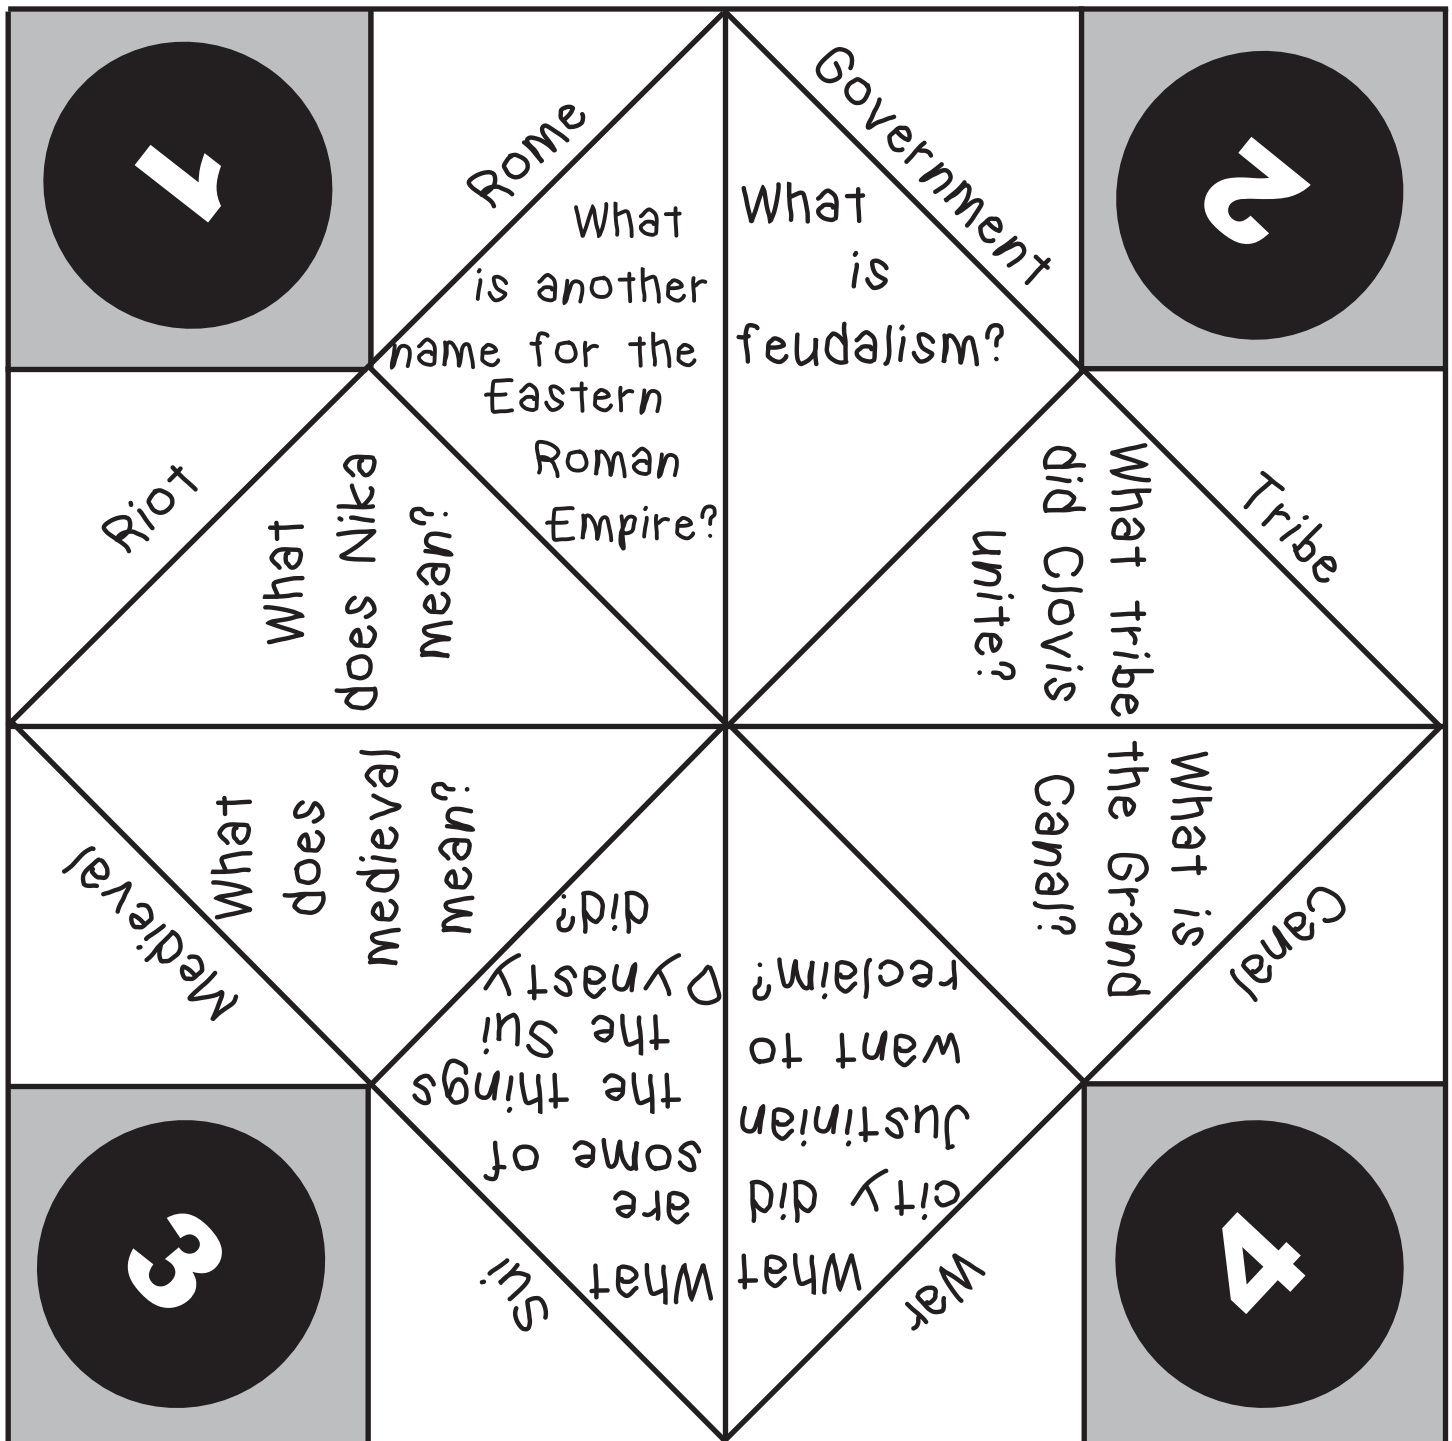 1
Rome
What
is another
name for the
Eastern
Roman
Empire?
Government
What
is
feudalism?
2
Riot
What
does Nika
mean?
Tribe
What tribe
did Clovis
unite?
Medieval
What
does
medieval
mean?
Canal
What is
the Grand
Canal?
3
Sui
What
are
some of
the things
the Sui
Dynasty
did?
War
What
city did
Justinian
want to
reclaim?
4